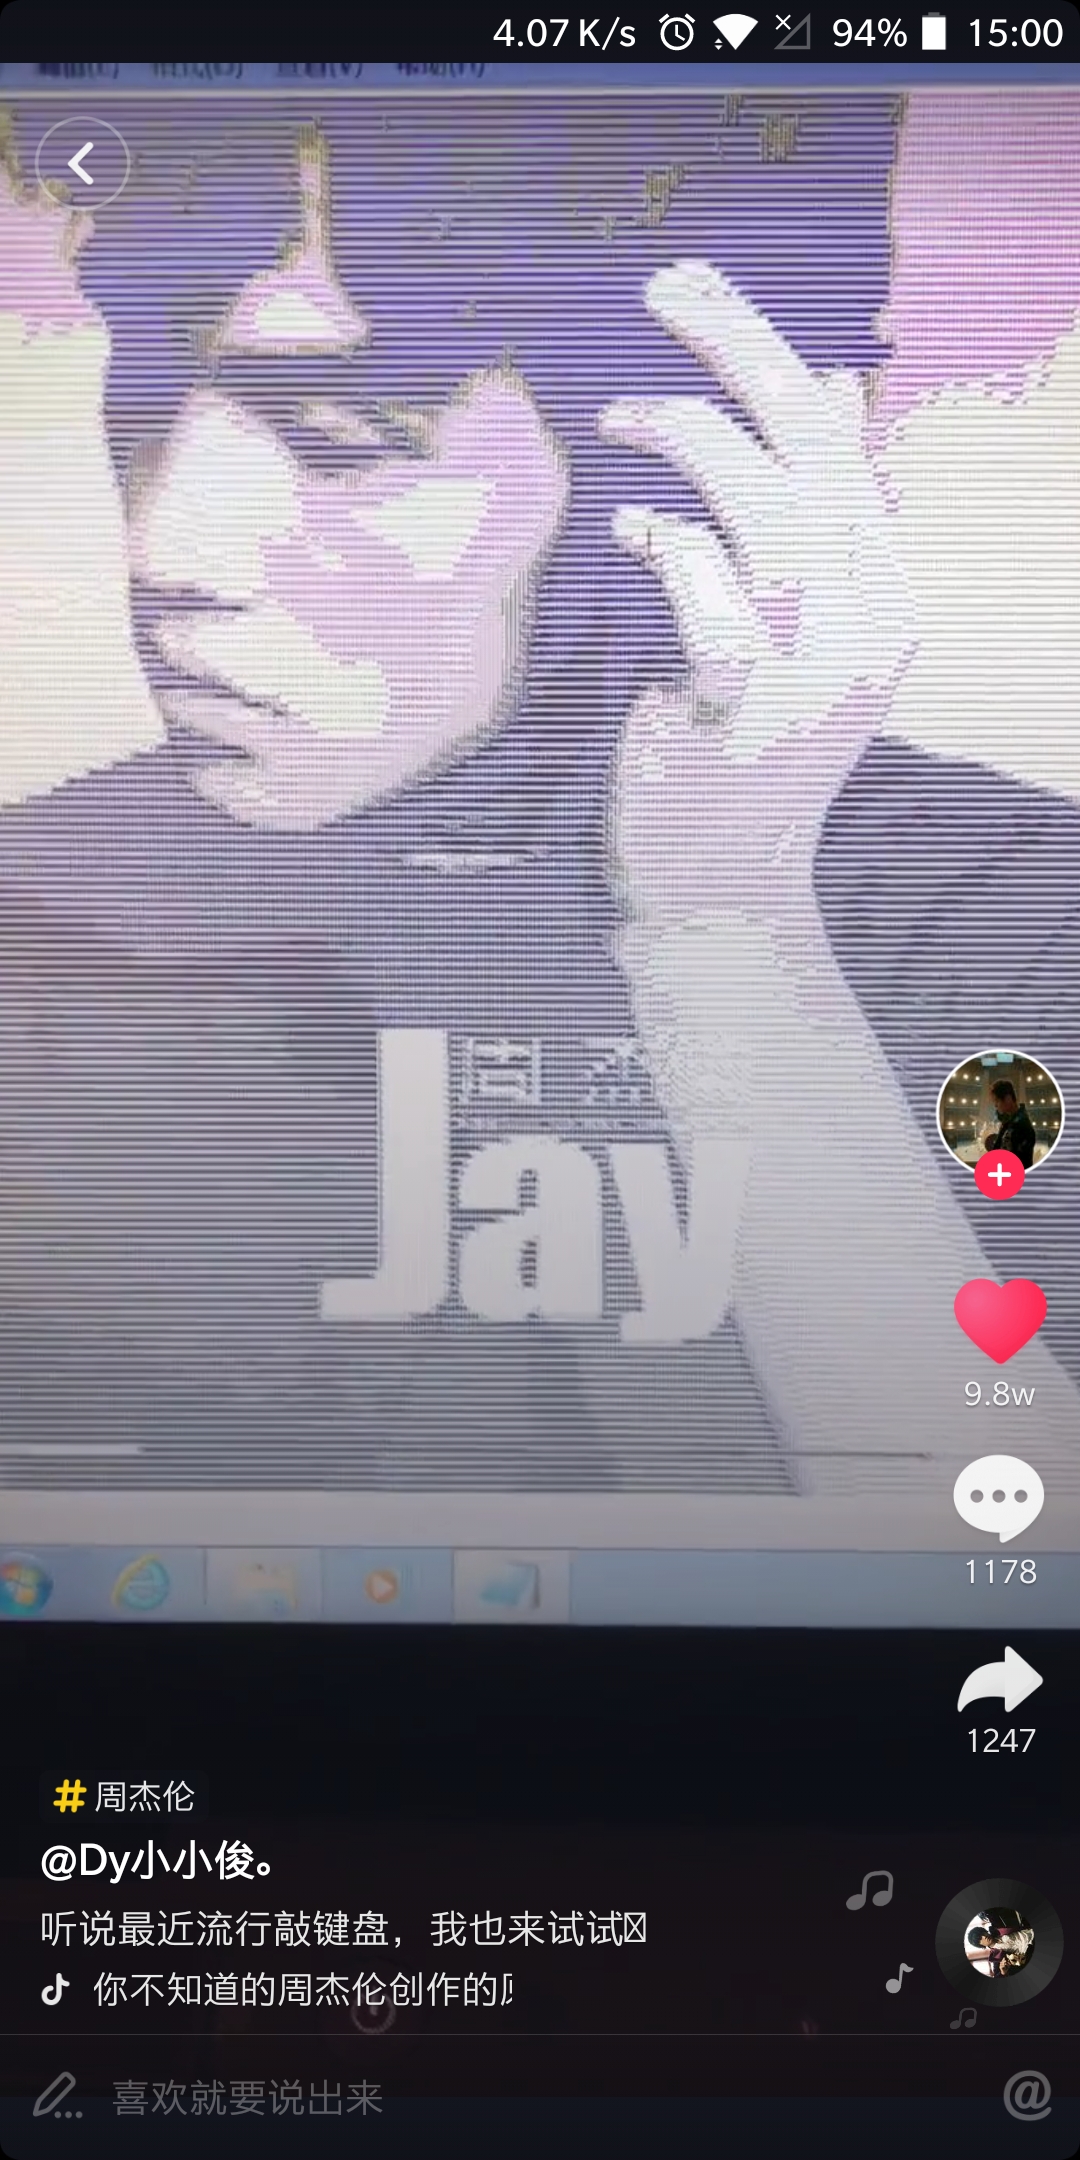 4.07 K/s 94% 15:00
周杰
Jay
9.8w
1178
1247
#周杰伦
@Dy小小俊。
听说最近流行敲键盘，我也来试试
你不知道的周杰伦创作的
喜欢就要说出来
@